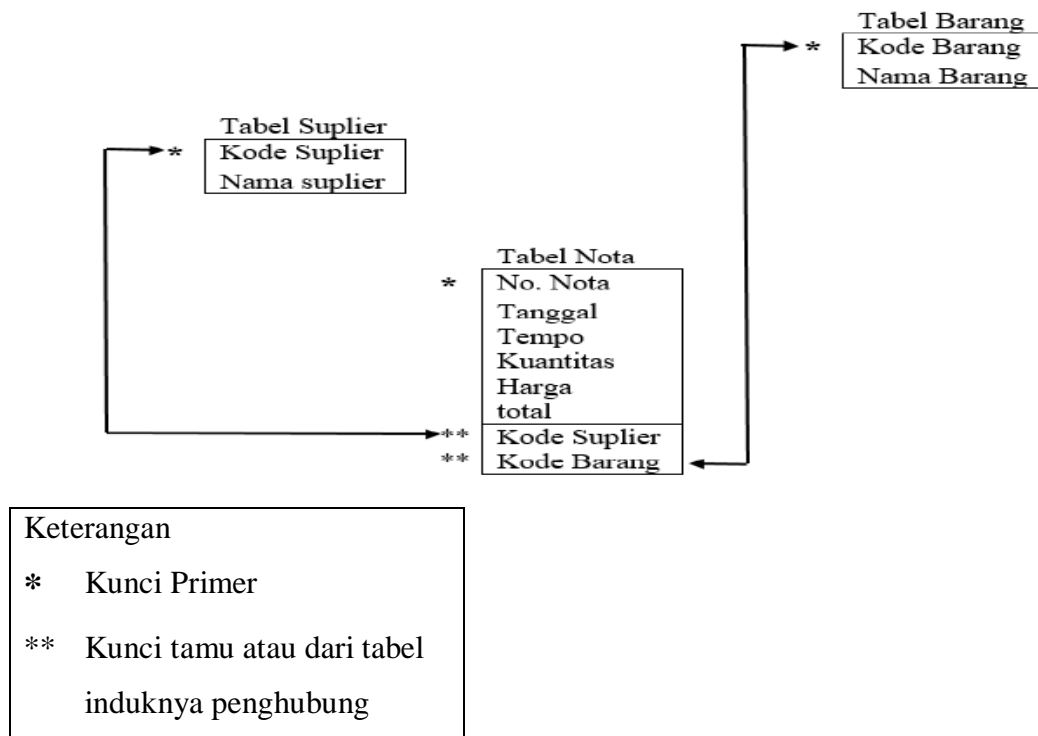 Tabel Barang
* Kode Barang
Nama Barang
Tabel Suplier
* Kode Suplier
Nama suplier
Tabel Nota
* No. Nota
Tanggal
Tempo
Kuantitas
Harga
total
** Kode Suplier
** Kode Barang
Keterangan
* Kunci Primer
** Kunci tamu atau dari tabel
induknya penghubung